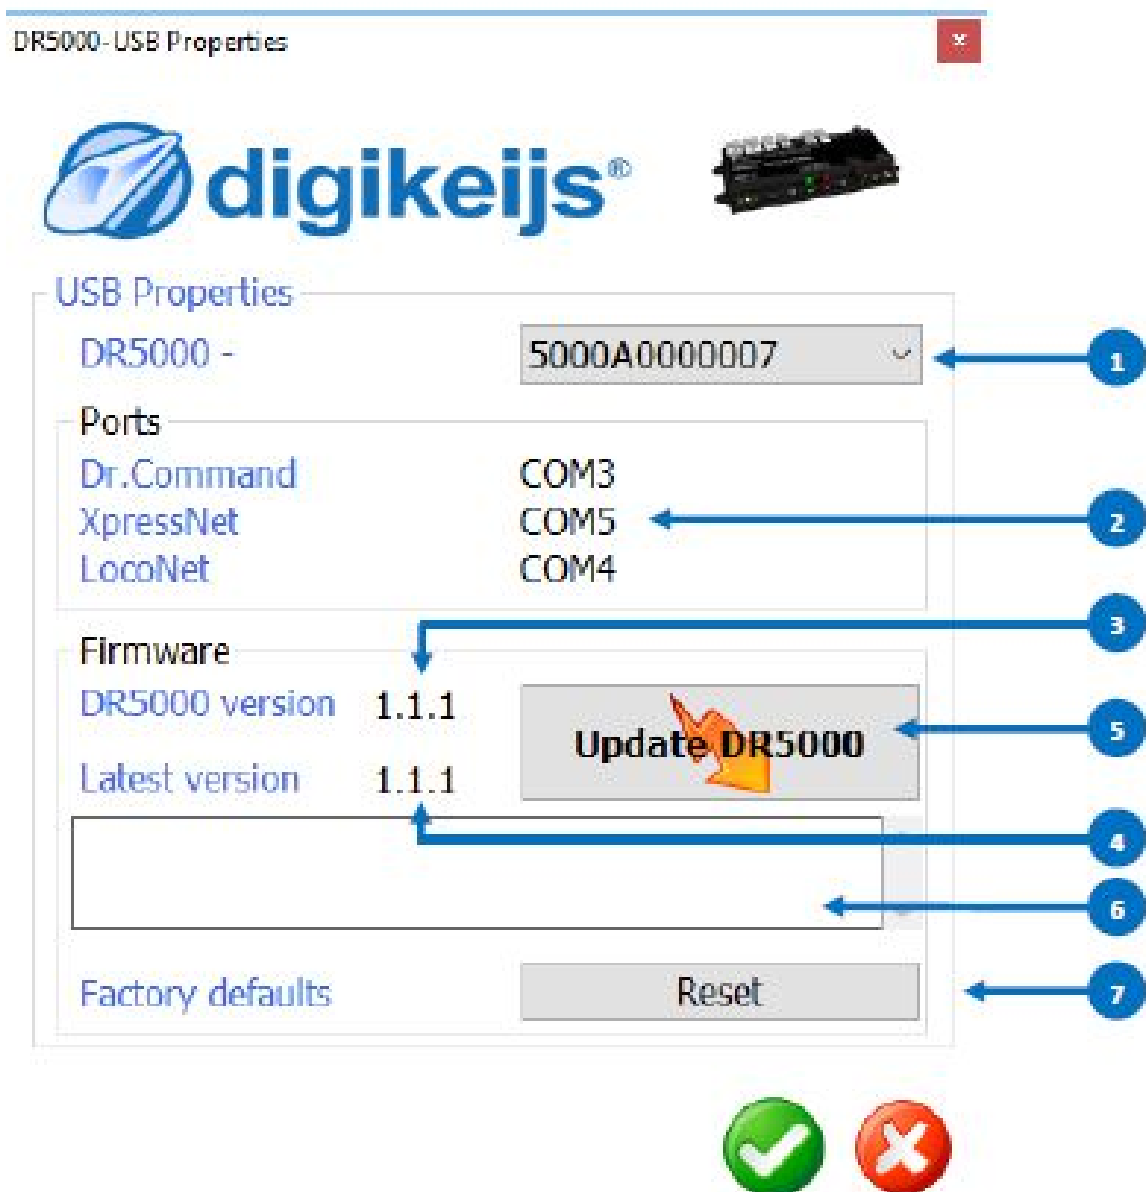 DR5000-USB Properties
digikeijs®
USB Properties
DR5000 - 5000A0000007 1
Ports
Dr.Command COM3
XpressNet COM5 2
LocoNet COM4
3
Firmware
DR5000 version 1.1.1
Update DR5000 5
Latest version 1.1.1
4
6
Factory defaults Reset 7